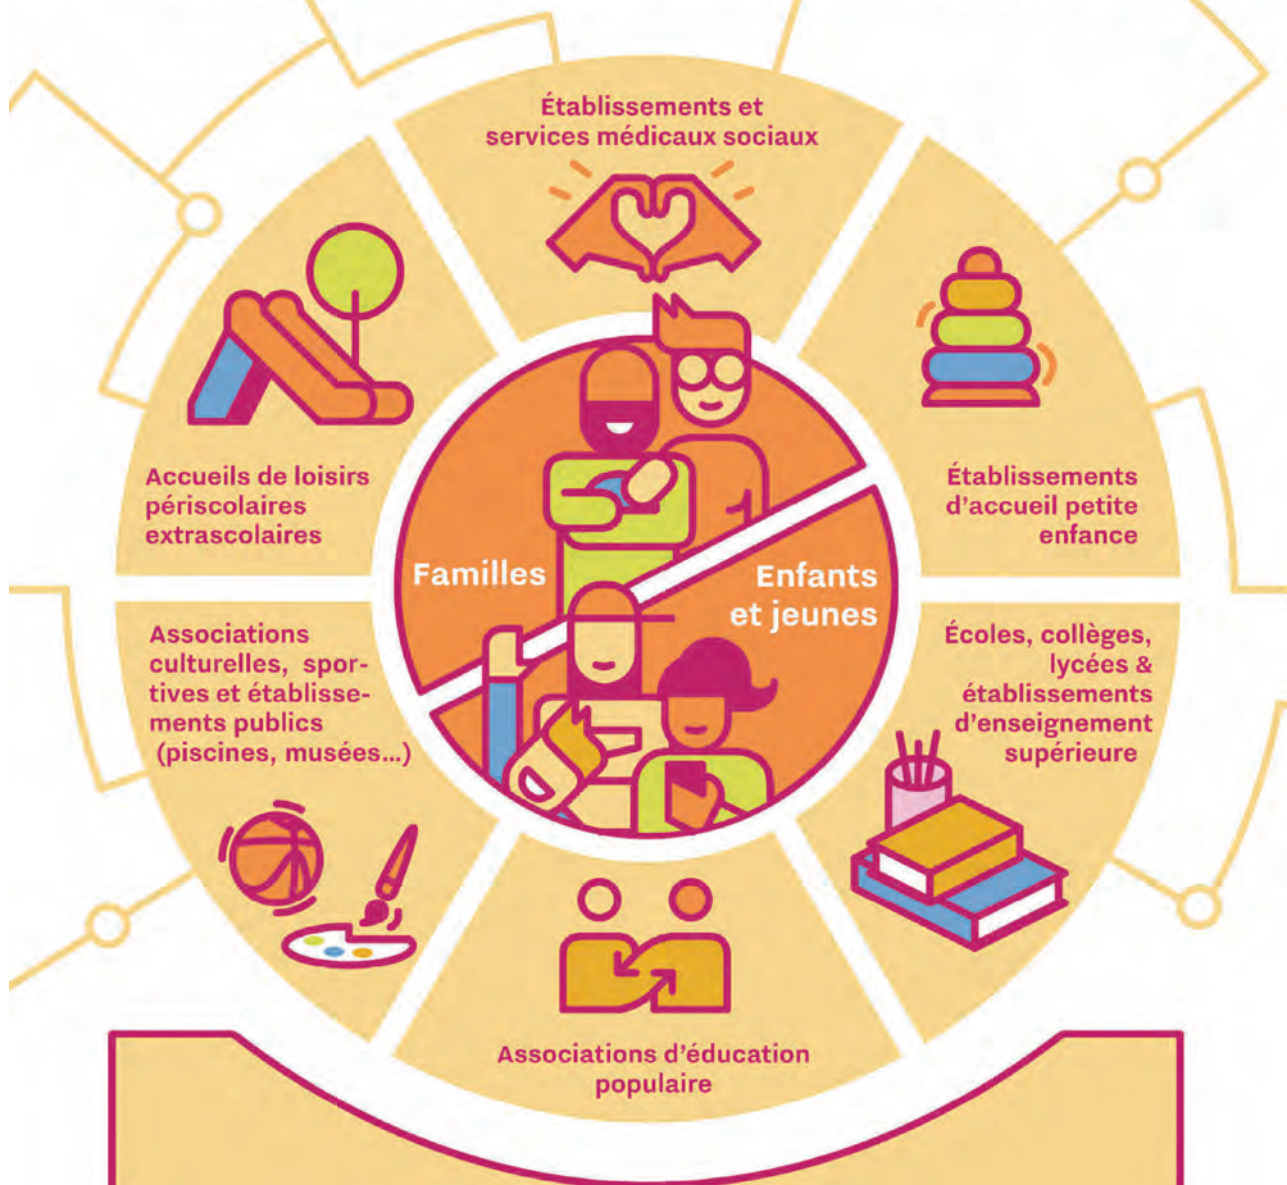 Établissements et
services médicaux sociaux
Accueils de loisirs
périscolaires
extrascolaires
Établissements
d'accueil petite
enfance
Familles
Enfants
et jeunes
Associations
culturelles, spor-
tives et établisse-
ments publics
(piscines, musées...)
Écoles, collèges,
lycées &
établissements
d'enseignement
supérieure
Associations d'éducation
populaire